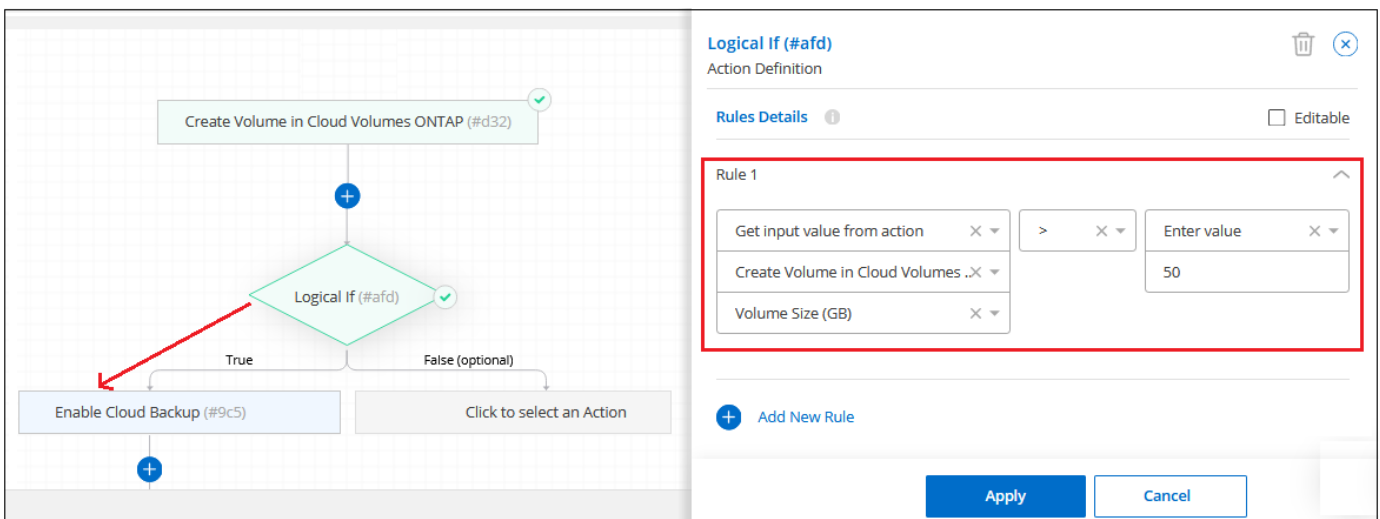 Create Volume in Cloud Volumes ONTAP (#d32)
Logical If (#afd)
True
False (optional)
Enable Cloud Backup (#9c5)
Click to select an Action
Logical If (#afd)
Action Definition
Rules Details
Editable
Rule 1
Get input value from action
>
Enter value
Create Volume in Cloud Volumes ..
50
Volume Size (GB)
Add New Rule
Apply
Cancel